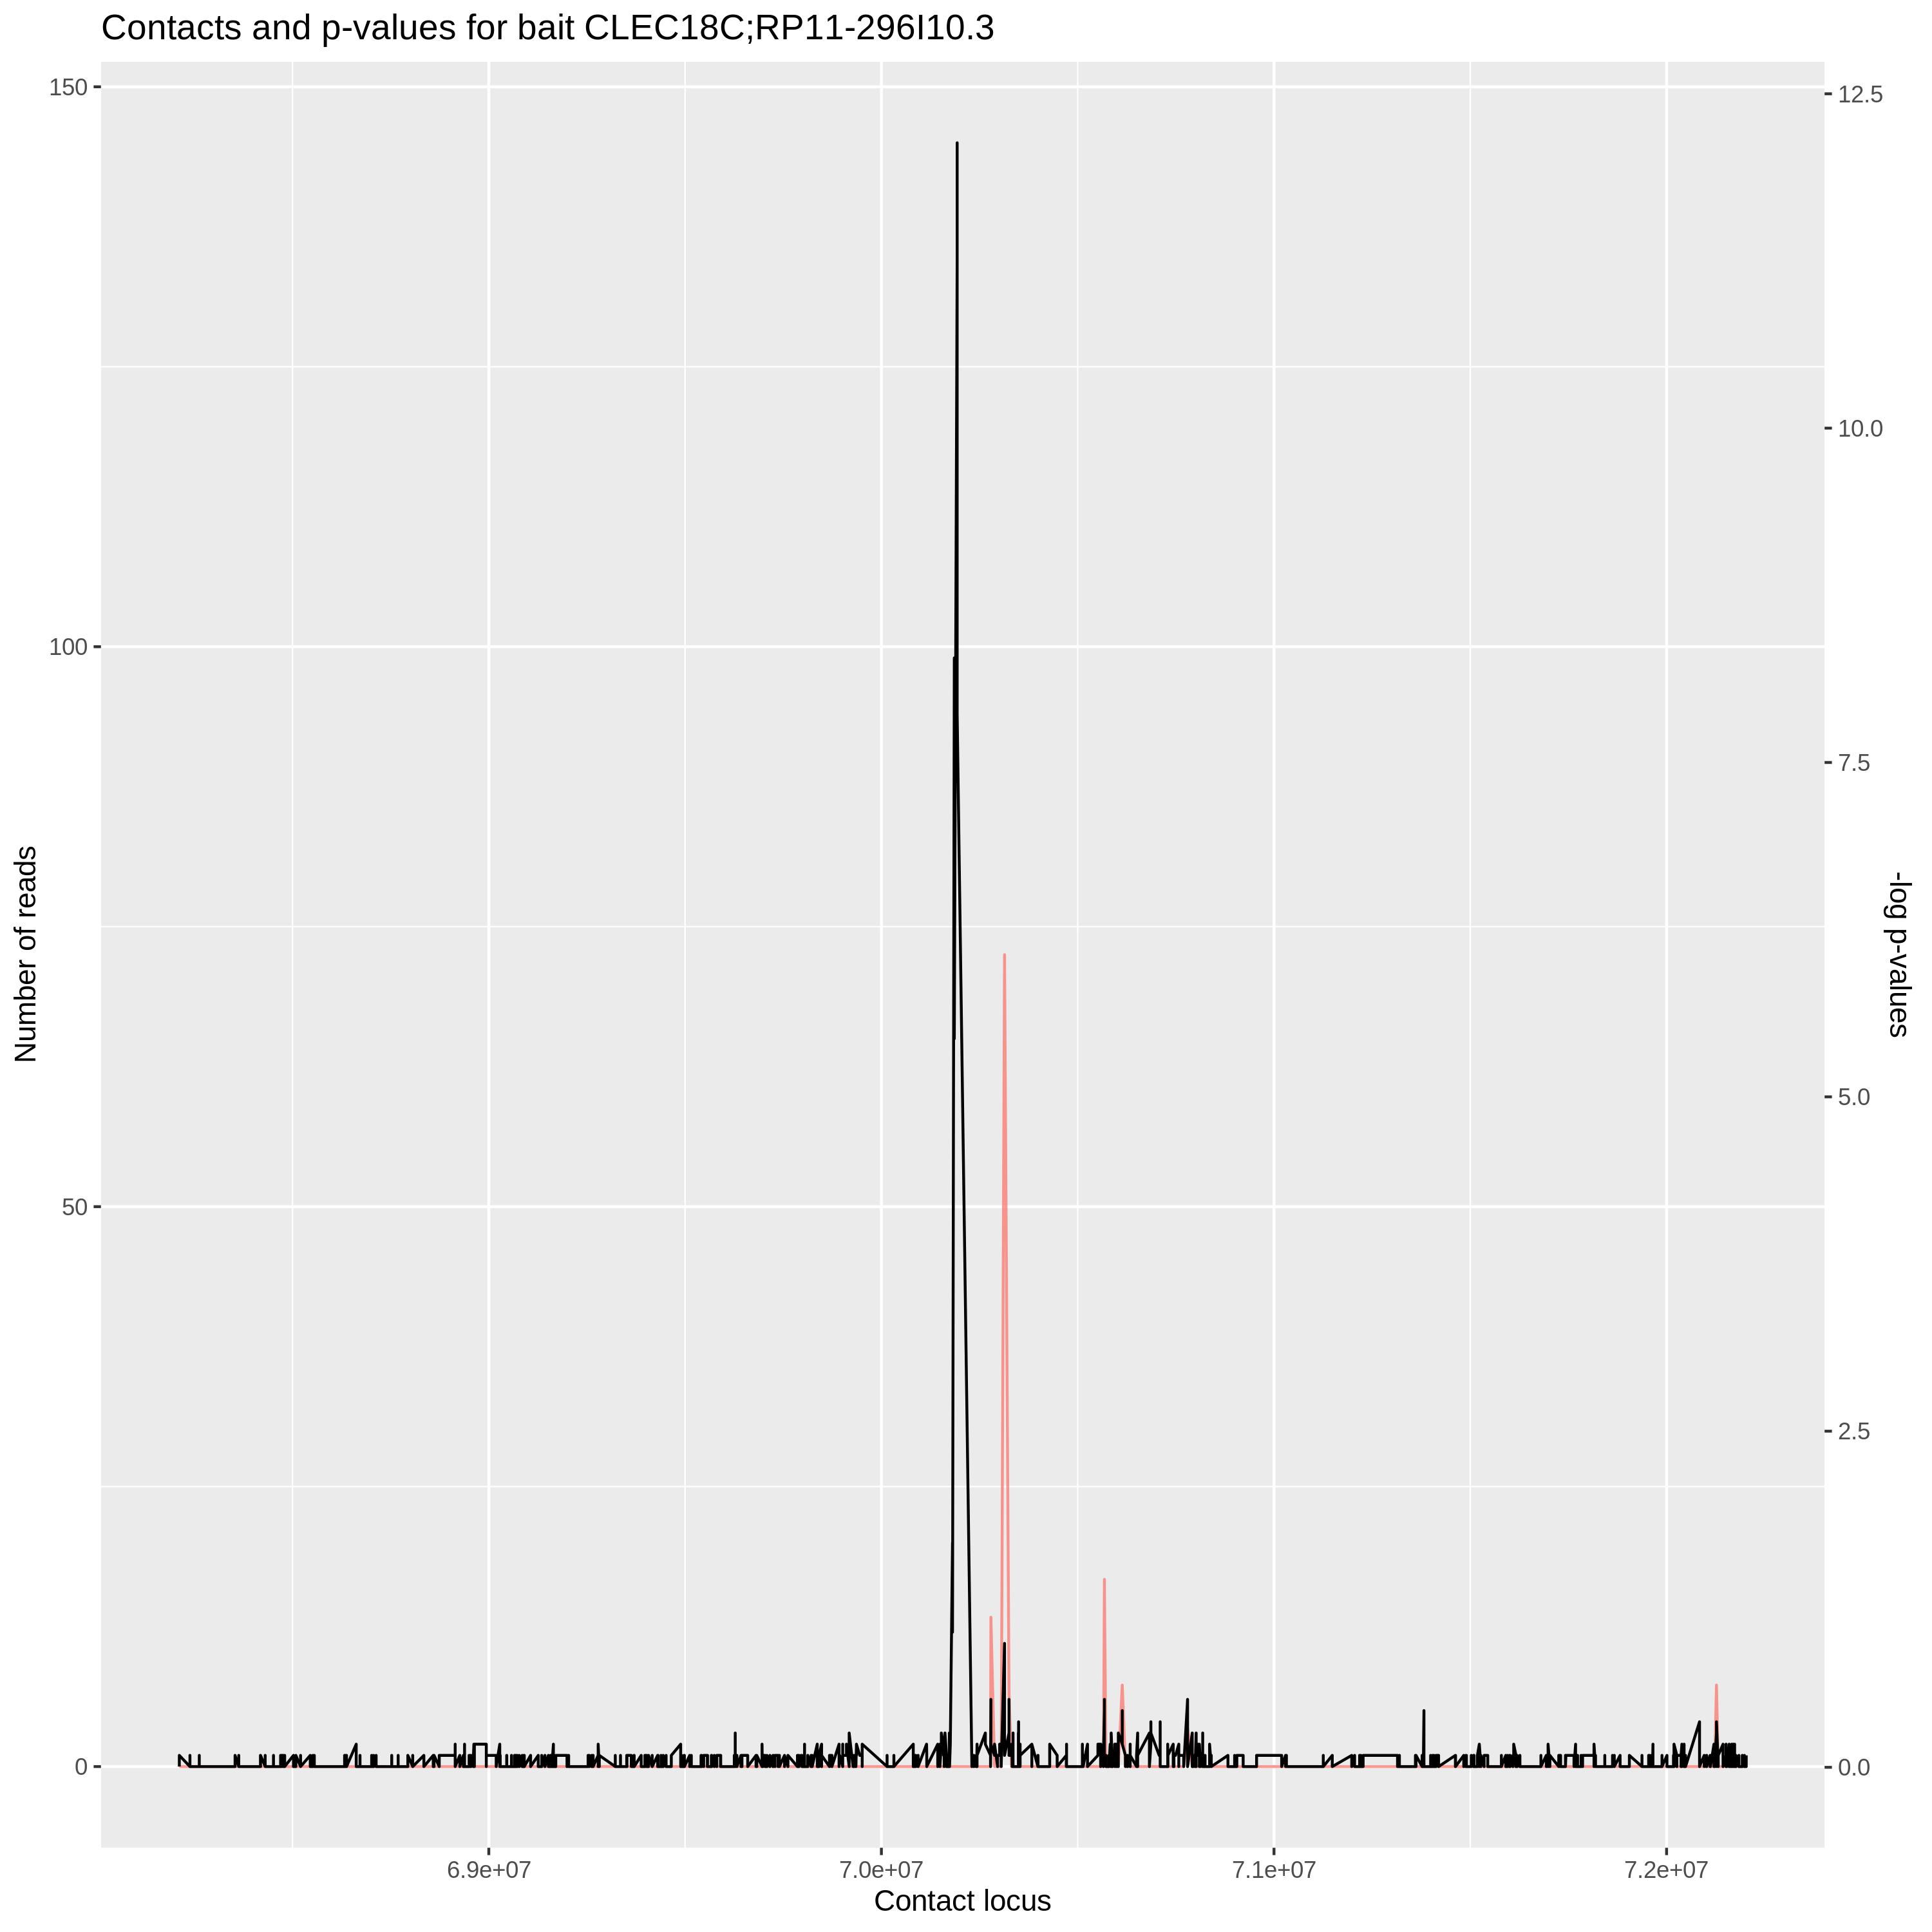 Contacts and p-values for bait CLEC18C;RP11-296I10.3
150
100
50
0
Number of reads
12.5
10.0
7.5
5.0
2.5
0.0
-log p-values
6.9e+07
7.0e+07
7.1e+07
7.2e+07
Contact locus